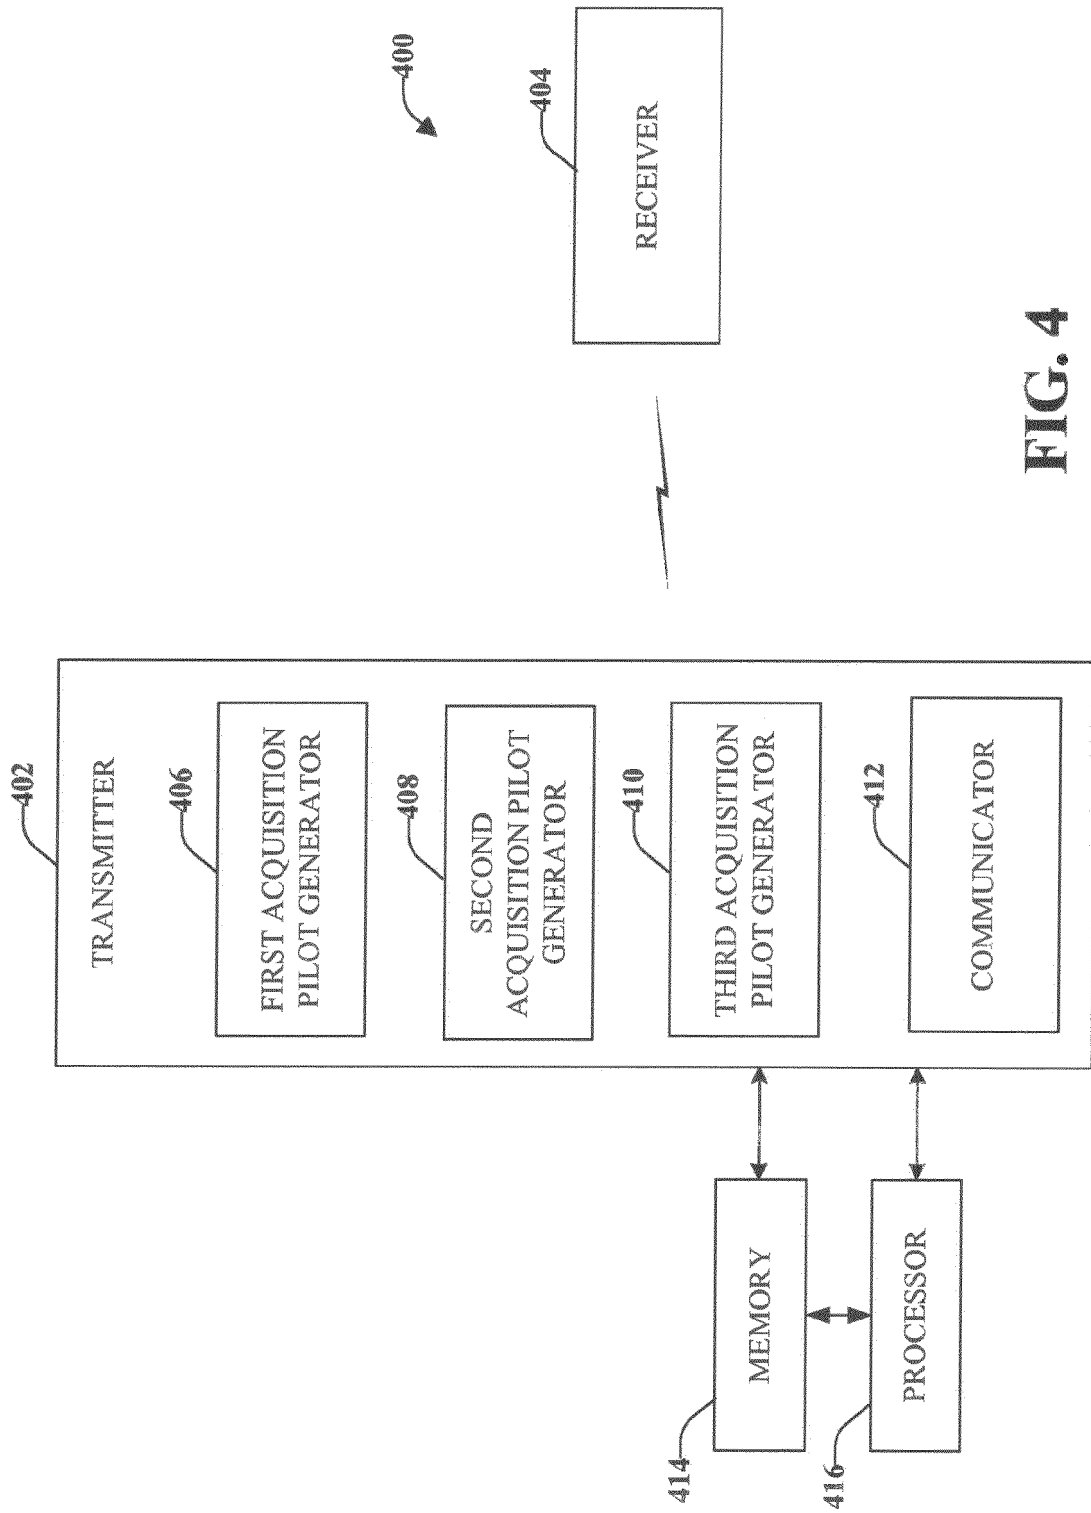 400
402
TRANSMITTER
406
FIRST ACQUISITION
PILOT GENERATOR
408
SECOND
ACQUISITION PILOT
GENERATOR
410
THIRD ACQUISITION
PILOT GENERATOR
412
COMMUNICATOR
404
RECEIVER
414
MEMORY
416
PROCESSOR
FIG. 4